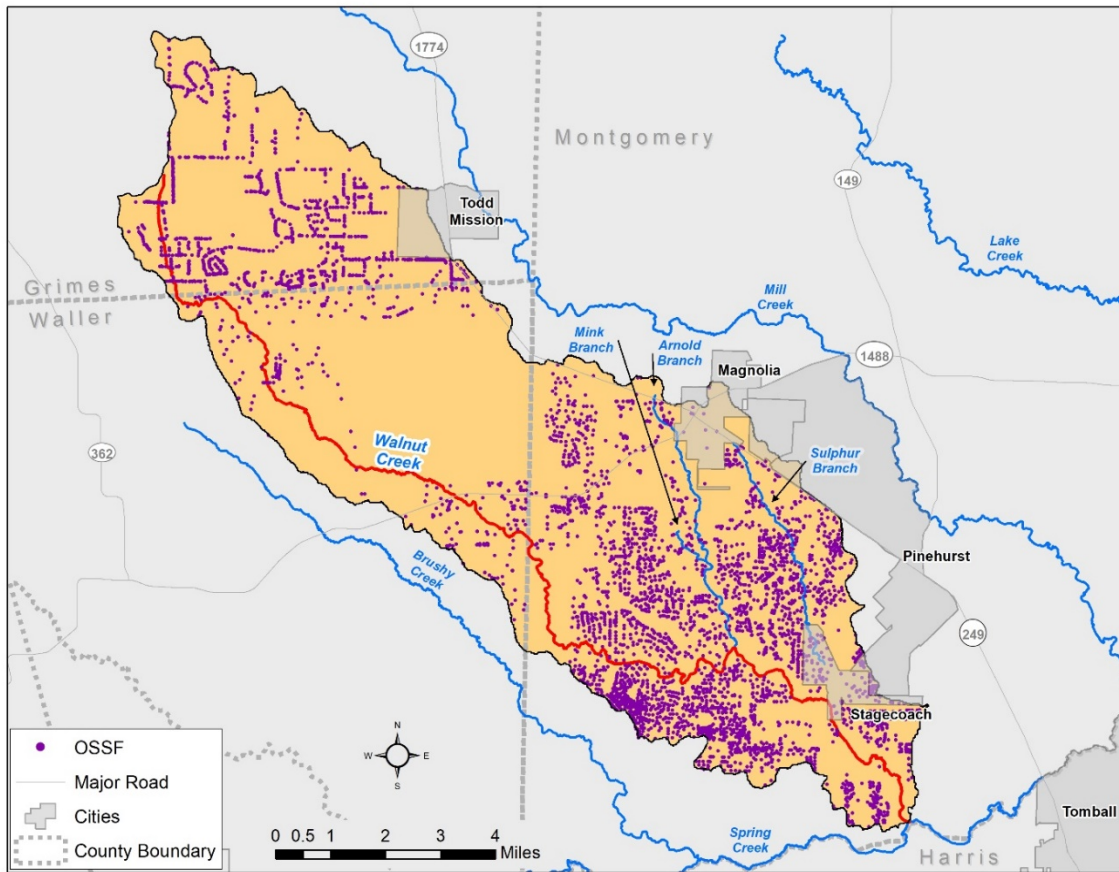 1774
Montgomery
149
Todd
Mission
Lake
Creek
Grimes
Waller
Mill
Creek
Mink
Branch
Arnold
Branch
1488
Magnolia
Walnut
Creek
362
Sulphur
Branch
Pinehurst
Brushy
Creek
249
Stagecoach
N
W
E
S
OSSF
Major Road
Cities
County Boundary
0 0.5 1 2 3 4
Miles
Spring
Creek
Harris
Tomball